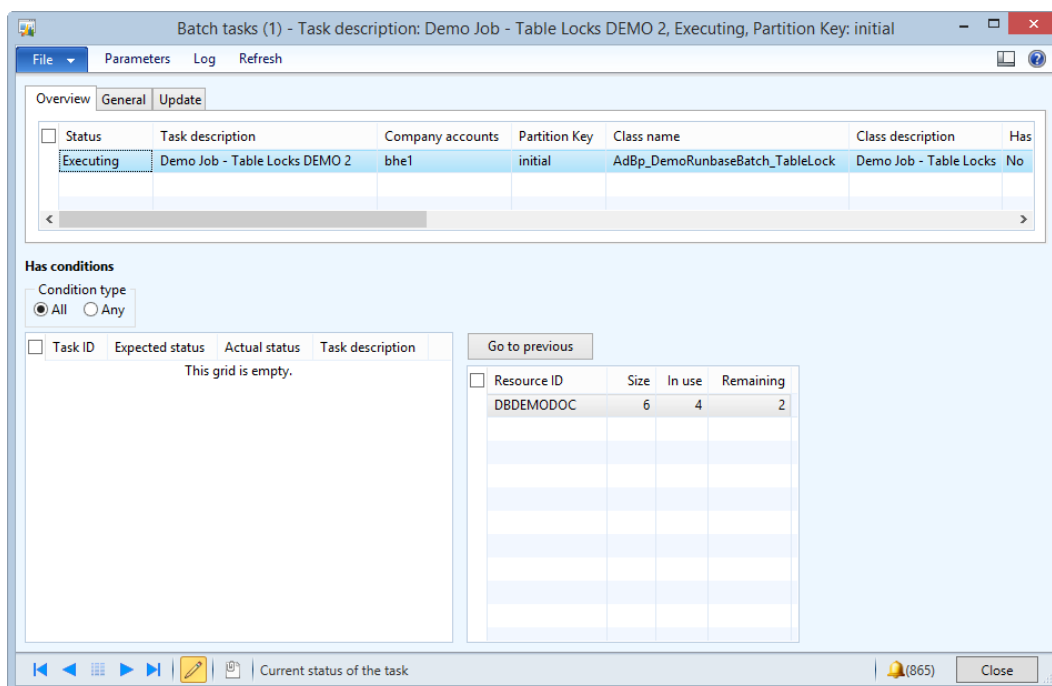 Batch tasks (1) - Task description: Demo Job - Table Locks DEMO 2, Executing, Partition Key: initial
File Parameters Log Refresh
Overview General Update
Status Task description Company accounts Partition Key Class name Class description Has
Executing Demo Job - Table Locks DEMO 2 bhe1 initial AdBp_DemoRunbaseBatch_TableLock Demo Job - Table Locks No
Has conditions
Condition type
All Any
Task ID Expected status Actual status Task description
This grid is empty.
Go to previous
Resource ID Size In use Remaining
DBDEMODOC 6 4 2
Current status of the task
(865) Close